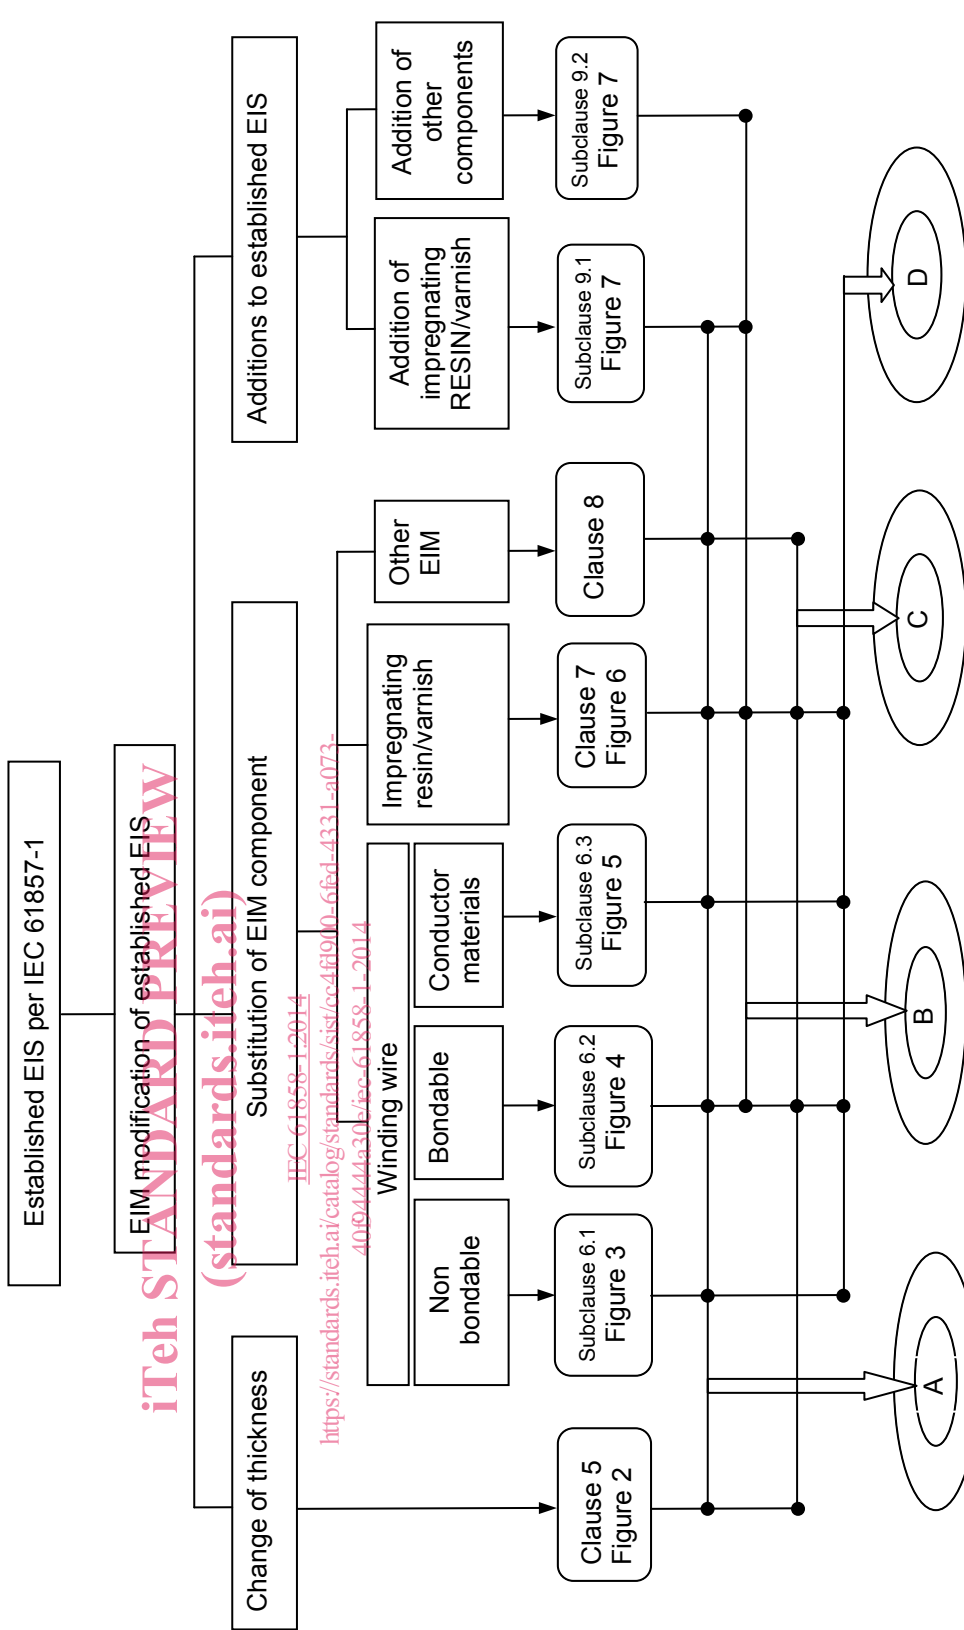 Established EIS per IEC 61857-1
EIM modification of established EIS
Change of thickness
Substitution of EIM component
Additions to established EIS
Winding wire
Non
bondable
Bondable
Conductor
materials
Impregnating
resin/varnish
Other
EIM
Addition of
impregnating
RESIN/varnish
Addition of
other
components
Clause 5
Figure 2
Subclause 6.1
Figure 3
Subclause 6.2
Figure 4
Subclause 6.3
Figure 5
Clause 7
Figure 6
Clause 8
Subclause 9.1
Figure 7
Subclause 9.2
Figure 7
A
B
C
D
iTeh STANDARD PREVIEW
(standards.iteh.ai)
IEC 61858-1:2014
https://standards.iteh.ai/catalog/standards/sist/cc4fd900-6fed-4331-a073-
40f94444a30e/iec-61858-1-2014